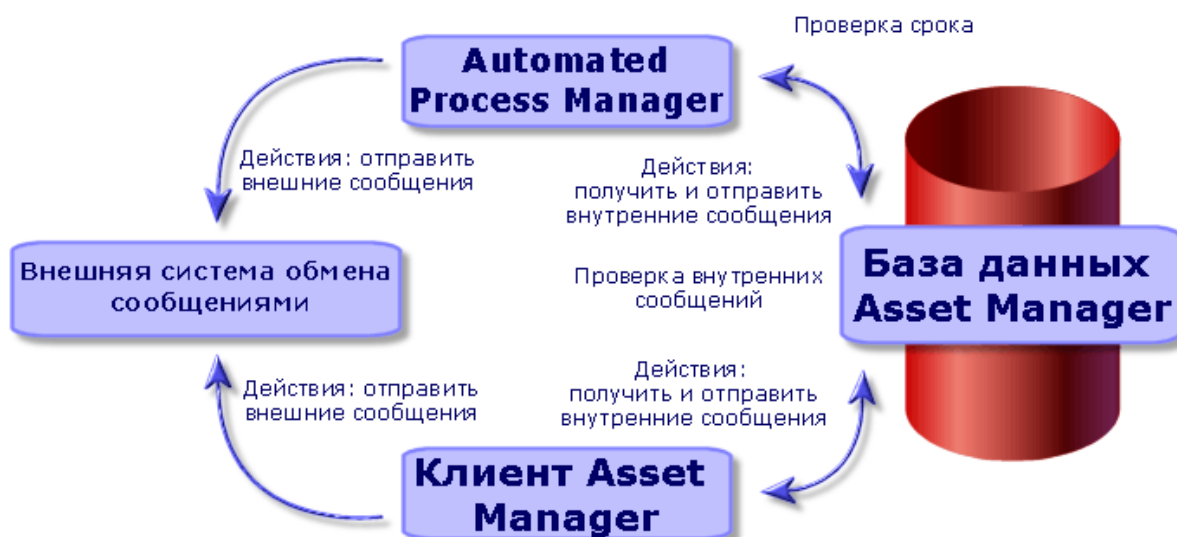 Проверка срока
Automated
Process Manager
Действия: отправить
внешние сообщения
Действия:
получить и отправить
внутренние сообщения
Внешняя система обмена
сообщениями
Проверка внутренних
сообщений
База данных
Asset Manager
Действия: отправить
внешние сообщения
Действия:
получить и отправить
внутренние сообщения
Клиент Asset
Manager